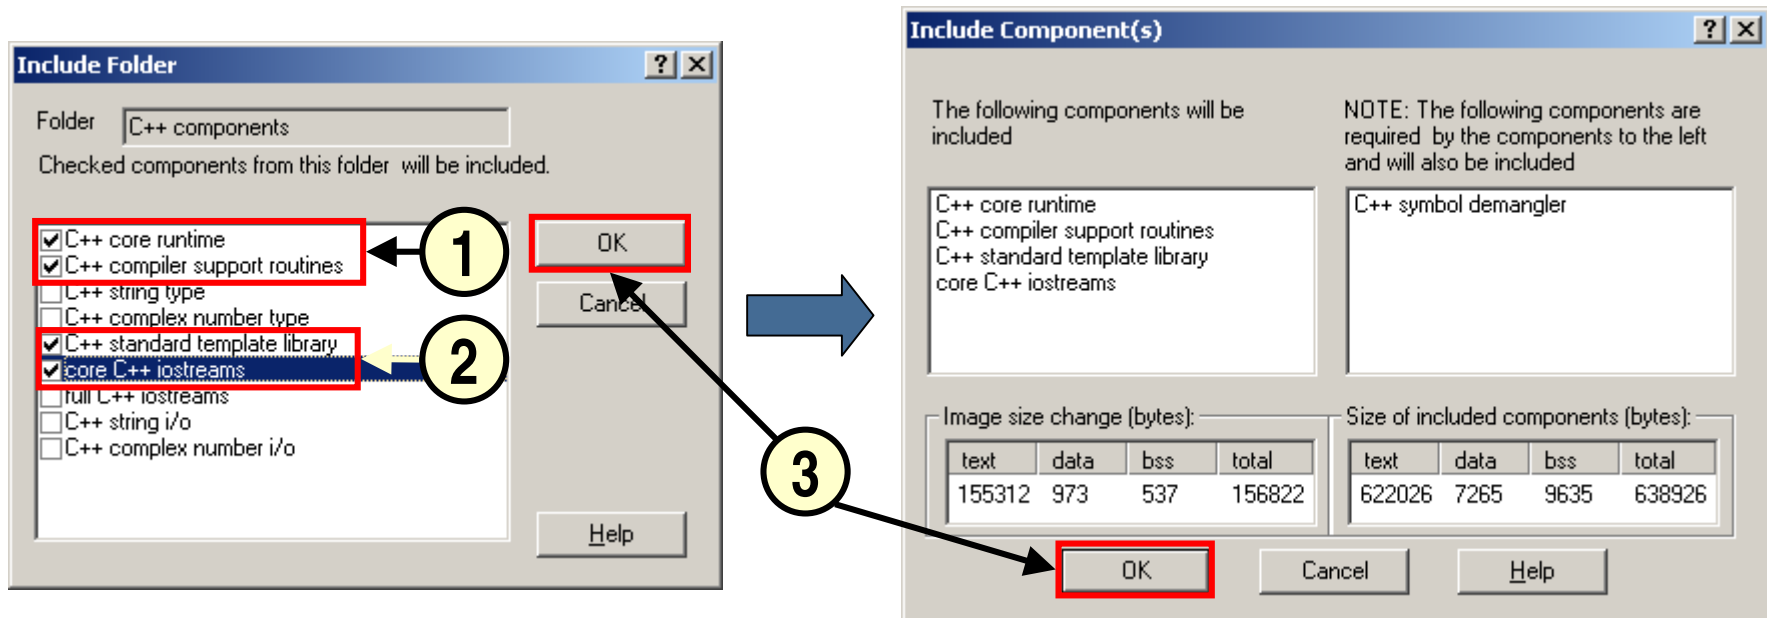 Include Folder
Folder
C++ components
Checked components from this folder will be included.
C++ core runtime
C++ compiler support routines
C++ string type
C++ complex number type
C++ standard template library
core C++ iostreams
full C++ iostreams
C++ string i/o
C++ complex number i/o
OK
Cancel
Help
1
2
3
Include Component(s)
The following components will be
included
NOTE: The following components are
required by the components to the left
and will also be included
C++ core runtime
C++ compiler support routines
C++ standard template library
core C++ iostreams
C++ symbol demangler
Image size change (bytes):
text data bss total
155312 973 537 156822
Size of included components (bytes):
text data bss total
622026 7265 9635 638926
OK
Cancel
Help